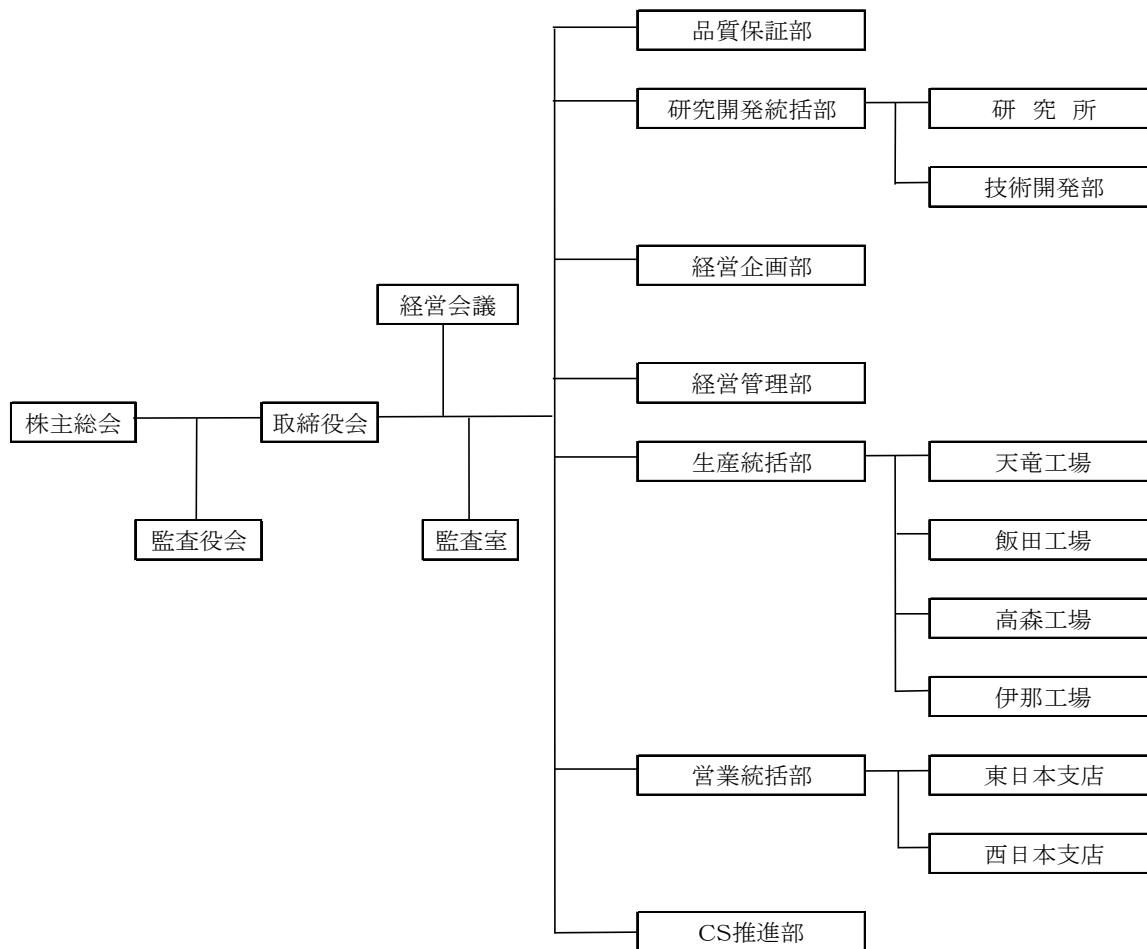 品質保証部
研究開発統括部
研 究 所
技術開発部
経営企画部
経営会議
経営管理部
株主総会
取締役会
生産統括部
天竜工場
監査役会
監査室
飯田工場
高森工場
伊那工場
営業統括部
東日本支店
西日本支店
CS推進部